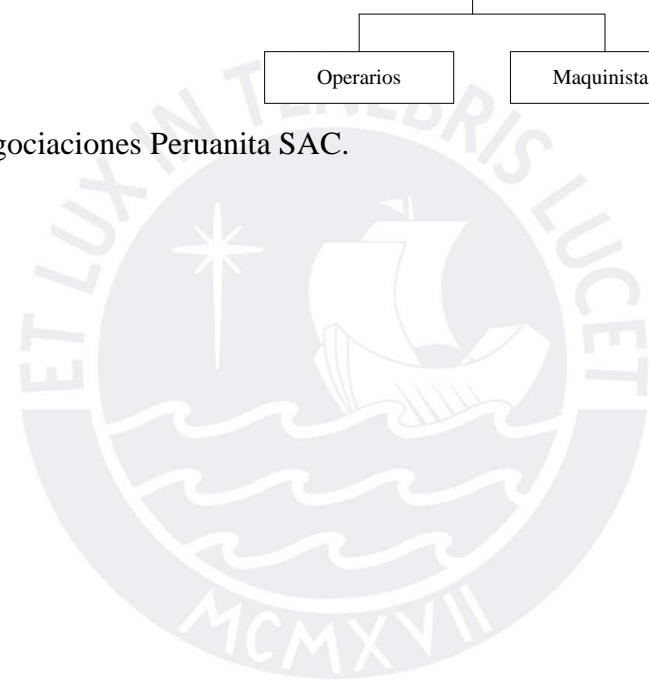 Operarios Maquinista
gociaciones Peruanita SAC.
ET LUX IN TENEBRIS LUCET
MCMXVII